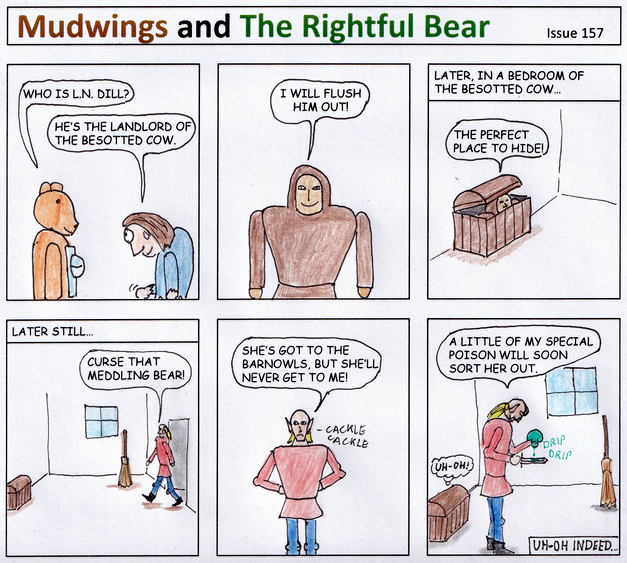 Mudwings and The Rightful Bear
Issue 157
WHO IS L.N. DILL?
HE'S THE LANDLORD OF
THE BESOTTED COW.
I WILL FLUSH
HIM OUT!
LATER, IN A BEDROOM OF
THE BESOTTED COW...
THE PERFECT
PLACE TO HIDE!
LATER STILL...
CURSE THAT
MEDDLING BEAR!
SHE'S GOT TO THE
BARNOWLS, BUT SHE'LL
NEVER GET TO ME!
- CACKLE
CACKLE
A LITTLE OF MY SPECIAL
POISON WILL SOON
SORT HER OUT.
DRIP
DRIP
UH-OH!
UH-OH INDEED...